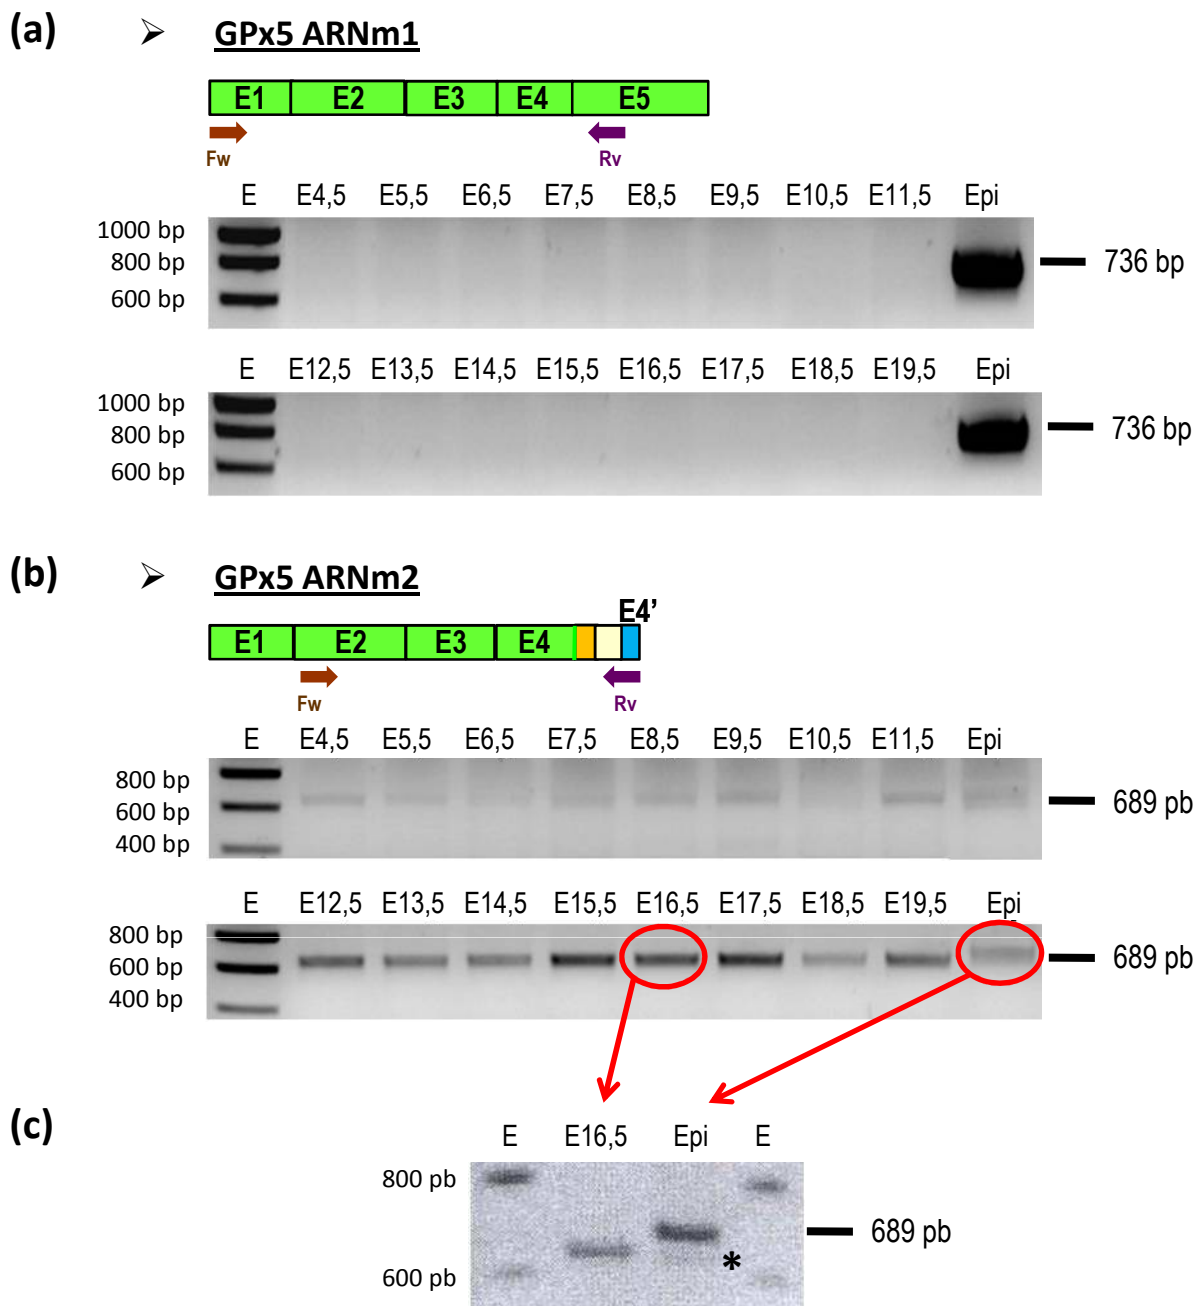 (a) ➢ GPx5 ARNm1
E1 E2 E3 E4 E5
Fw Rv
E E4,5 E5,5 E6,5 E7,5 E8,5 E9,5 E10,5 E11,5 Epi
1000 bp
800 bp 736 bp
600 bp
E E12,5 E13,5 E14,5 E15,5 E16,5 E17,5 E18,5 E19,5 Epi
1000 bp
800 bp 736 bp
600 bp
(b) ➢ GPx5 ARNm2
E4'
E1 E2 E3 E4
Fw Rv
E E4,5 E5,5 E6,5 E7,5 E8,5 E9,5 E10,5 E11,5 Epi
800 bp
600 bp 689 pb
400 bp
E E12,5 E13,5 E14,5 E15,5 E16,5 E17,5 E18,5 E19,5 Epi
800 bp
600 bp 689 pb
400 bp
(c)
E E16,5 Epi E
800 pb
689 pb
*
600 pb